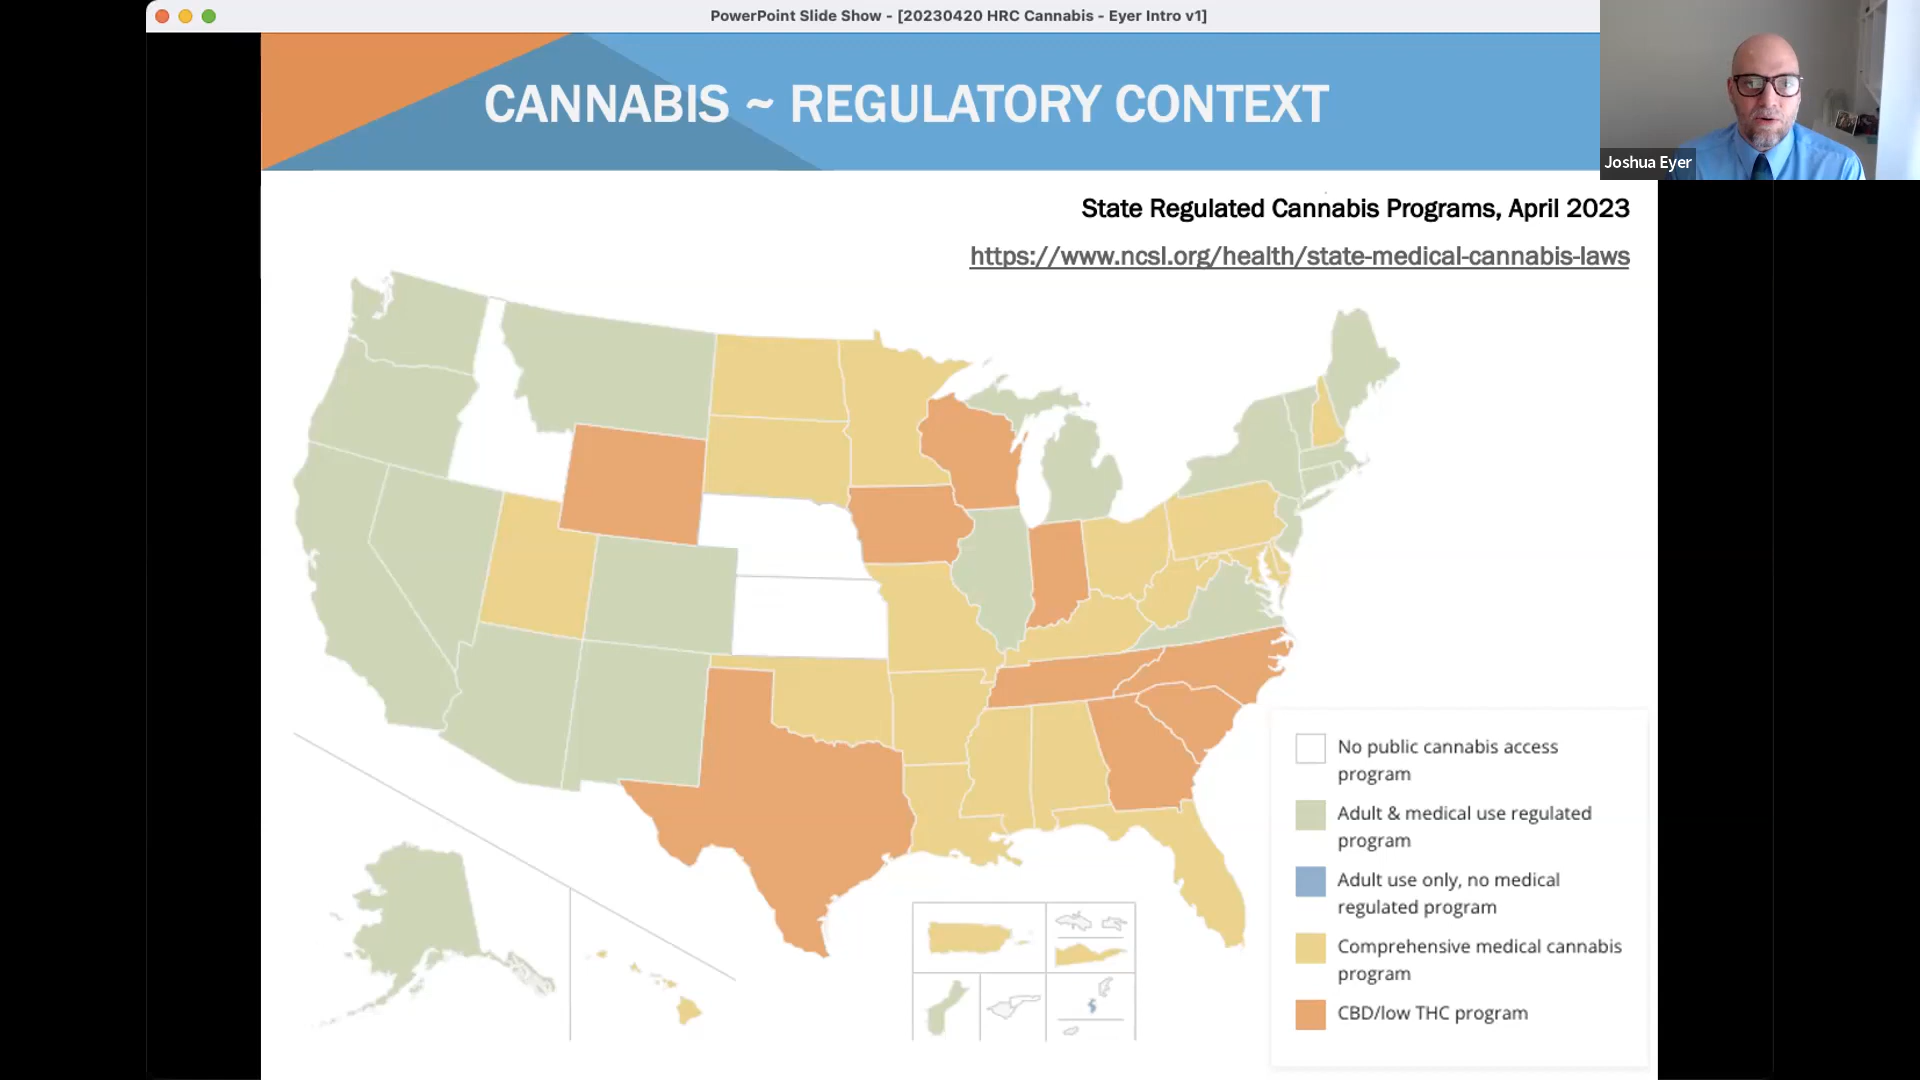 PowerPoint Slide Show - [20230420 HRC Cannabis - Eyer Intro v1]
CANNABIS ~ REGULATORY CONTEXT
Joshua Eyer
State Regulated Cannabis Programs, April 2023
https://www.ncsl.org/health/state-medical-cannabis-laws
No public cannabis access
program
Adult & medical use regulated
program
Adult use only, no medical
regulated program
Comprehensive medical cannabis
program
CBD/low THC program